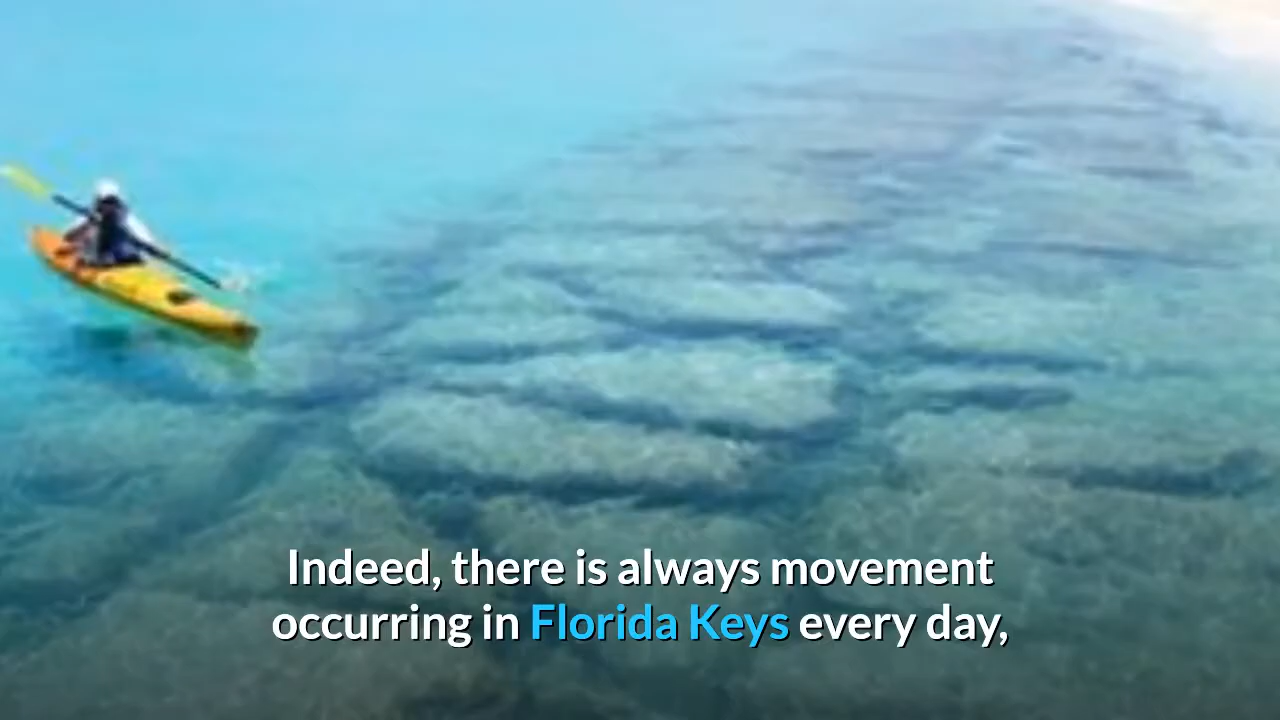 Indeed, there is always movement
occurring in Florida Keys every day,